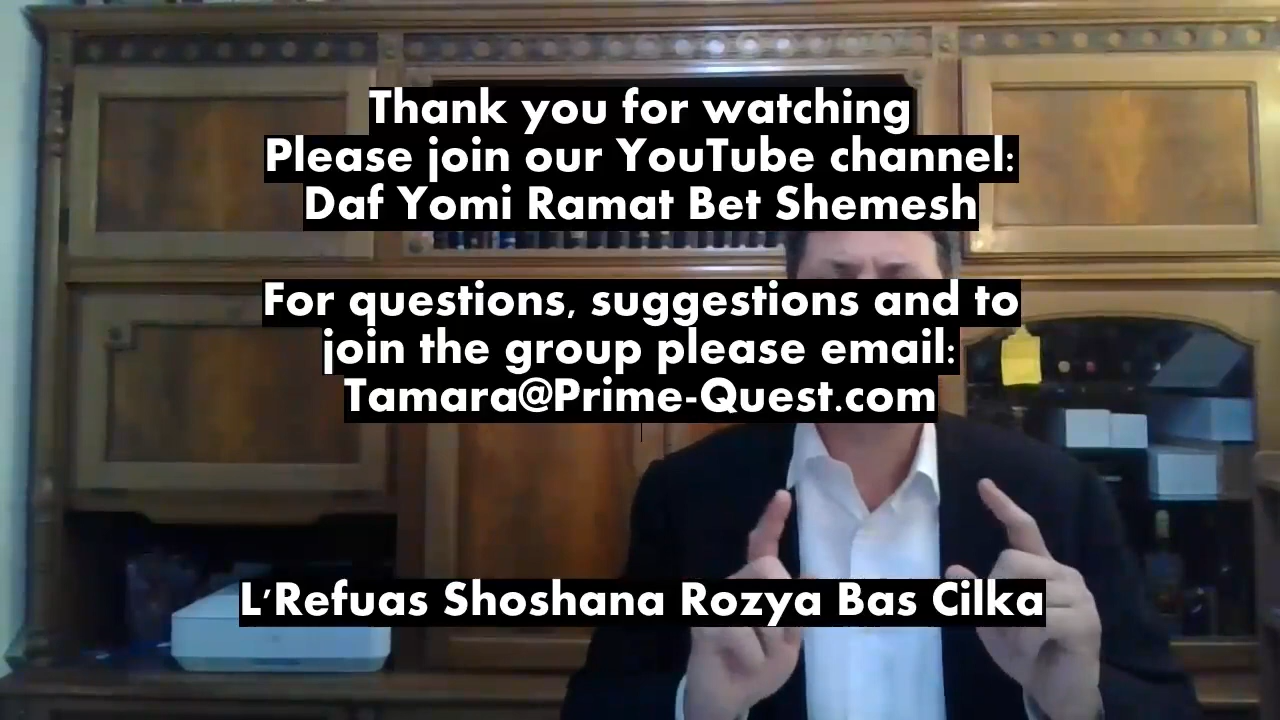 Thank you for watching
Please join our YouTube channel:
Daf Yomi Ramat Bet Shemesh
For questions, suggestions and to
join the group please email:
Tamara@Prime-Quest.com
L'Refuas Shoshana Rozya Bas Cilka